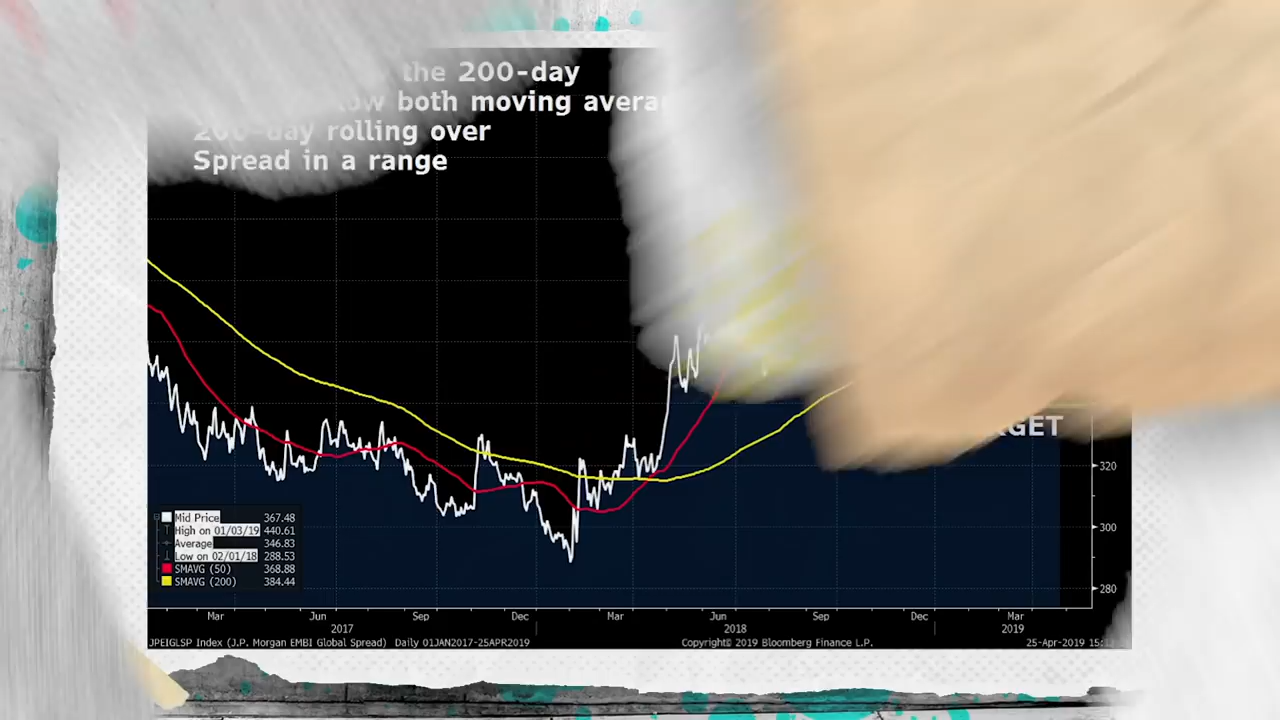 the 200-day
both moving
200-day rolling over
Spread in a range
320
300
280
Mid Price 367.48
High on 01/03/19 440.61
Average 346.83
Low on 02/01/18 288.53
SMAVG (50) 368.88
SMAVG (200) 384.44
Mar Jun Sep Dec Mar Jun Sep Dec Mar
2017 2018 2019
JPEIGLSP Index (J.P. Morgan EMBI Global Spread) Daily 01JAN2017-25APR2019 Copyright© 2019 Bloomberg Finance L.P. 25-Apr-2019